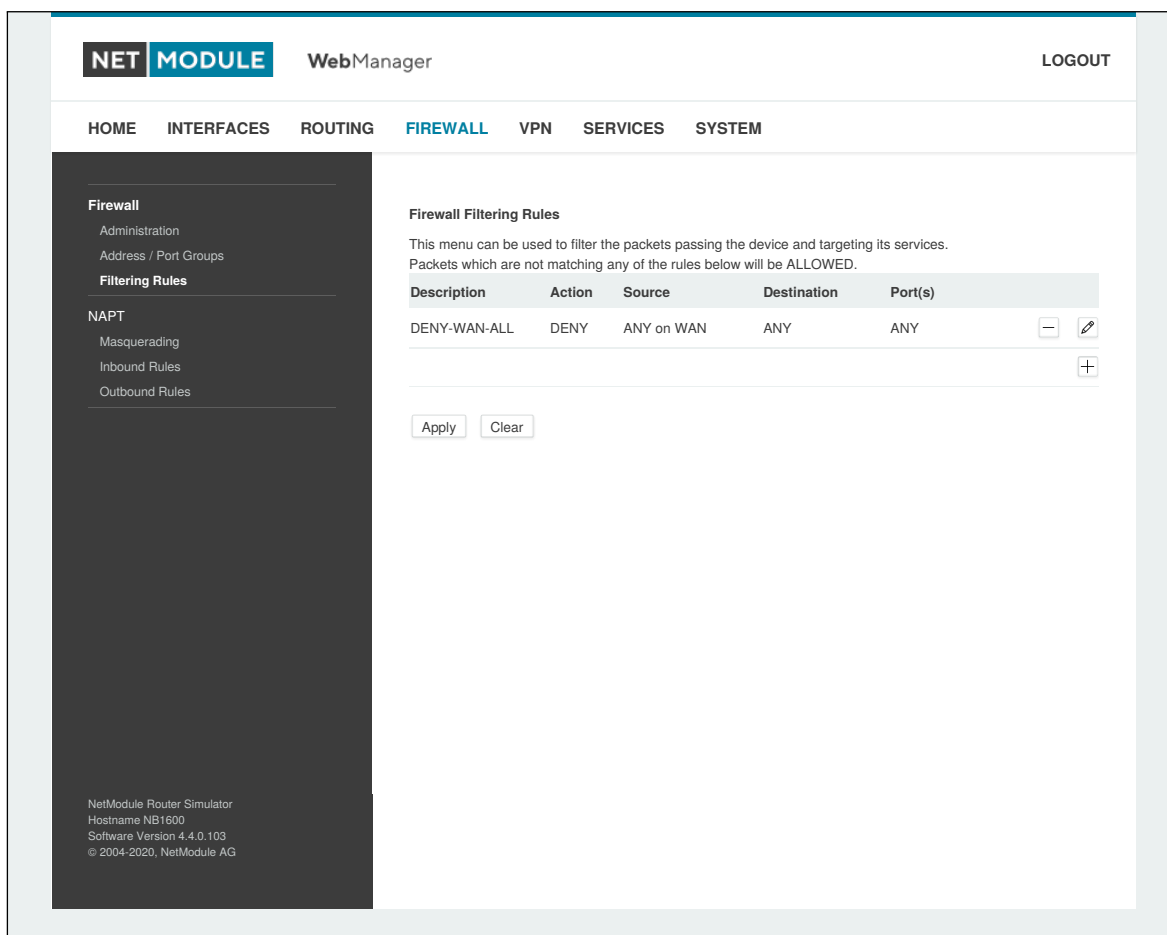 NET MODULE WebManager LOGOUT
HOME INTERFACES ROUTING FIREWALL VPN SERVICES SYSTEM
Firewall
Administration
Address / Port Groups
Filtering Rules
NAPT
Masquerading
Inbound Rules
Outbound Rules
Firewall Filtering Rules
This menu can be used to filter the packets passing the device and targeting its services.
Packets which are not matching any of the rules below will be ALLOWED.
Description Action Source Destination Port(s)
DENY-WAN-ALL DENY ANY on WAN ANY ANY
Apply Clear
NetModule Router Simulator
Hostname NB1600
Software Version 4.4.0.103
© 2004-2020, NetModule AG